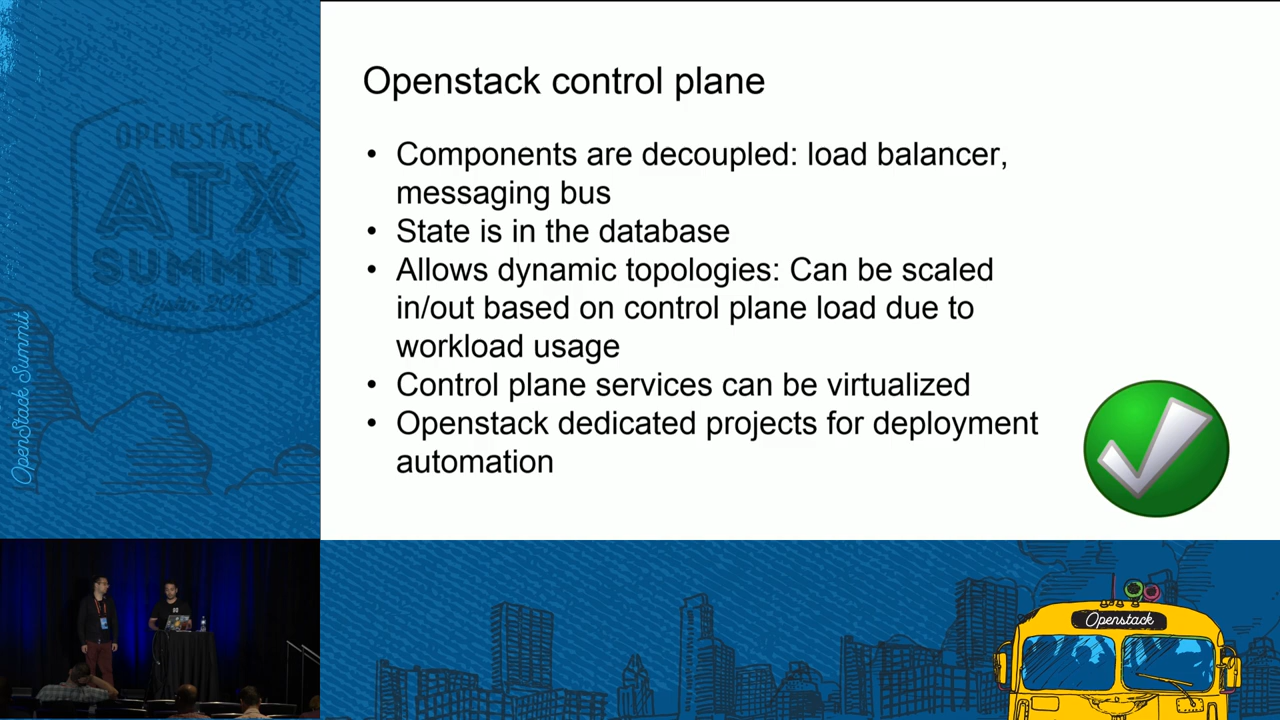 OPENSTACK
ATX
SUMMIT
Austin 2016
OpenStack Summit
Openstack control plane
• Components are decoupled: load balancer,
messaging bus
• State is in the database
• Allows dynamic topologies: Can be scaled
in/out based on control plane load due to
workload usage
• Control plane services can be virtualized
• Openstack dedicated projects for deployment
automation
Openstack